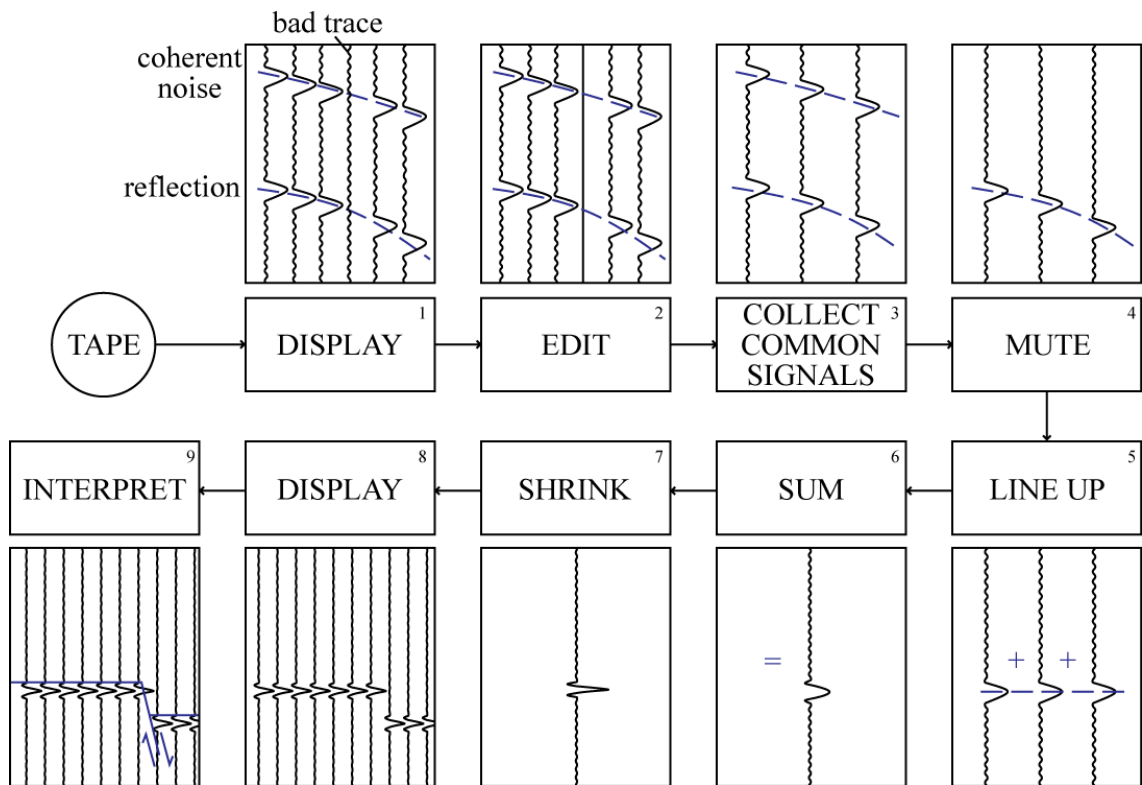 bad trace
coherent
noise
reflection
TAPE
1
DISPLAY
2
EDIT
3
COLLECT
COMMON
SIGNALS
4
MUTE
9
INTERPRET
8
DISPLAY
7
SHRINK
6
SUM
5
LINE UP
=
+ +